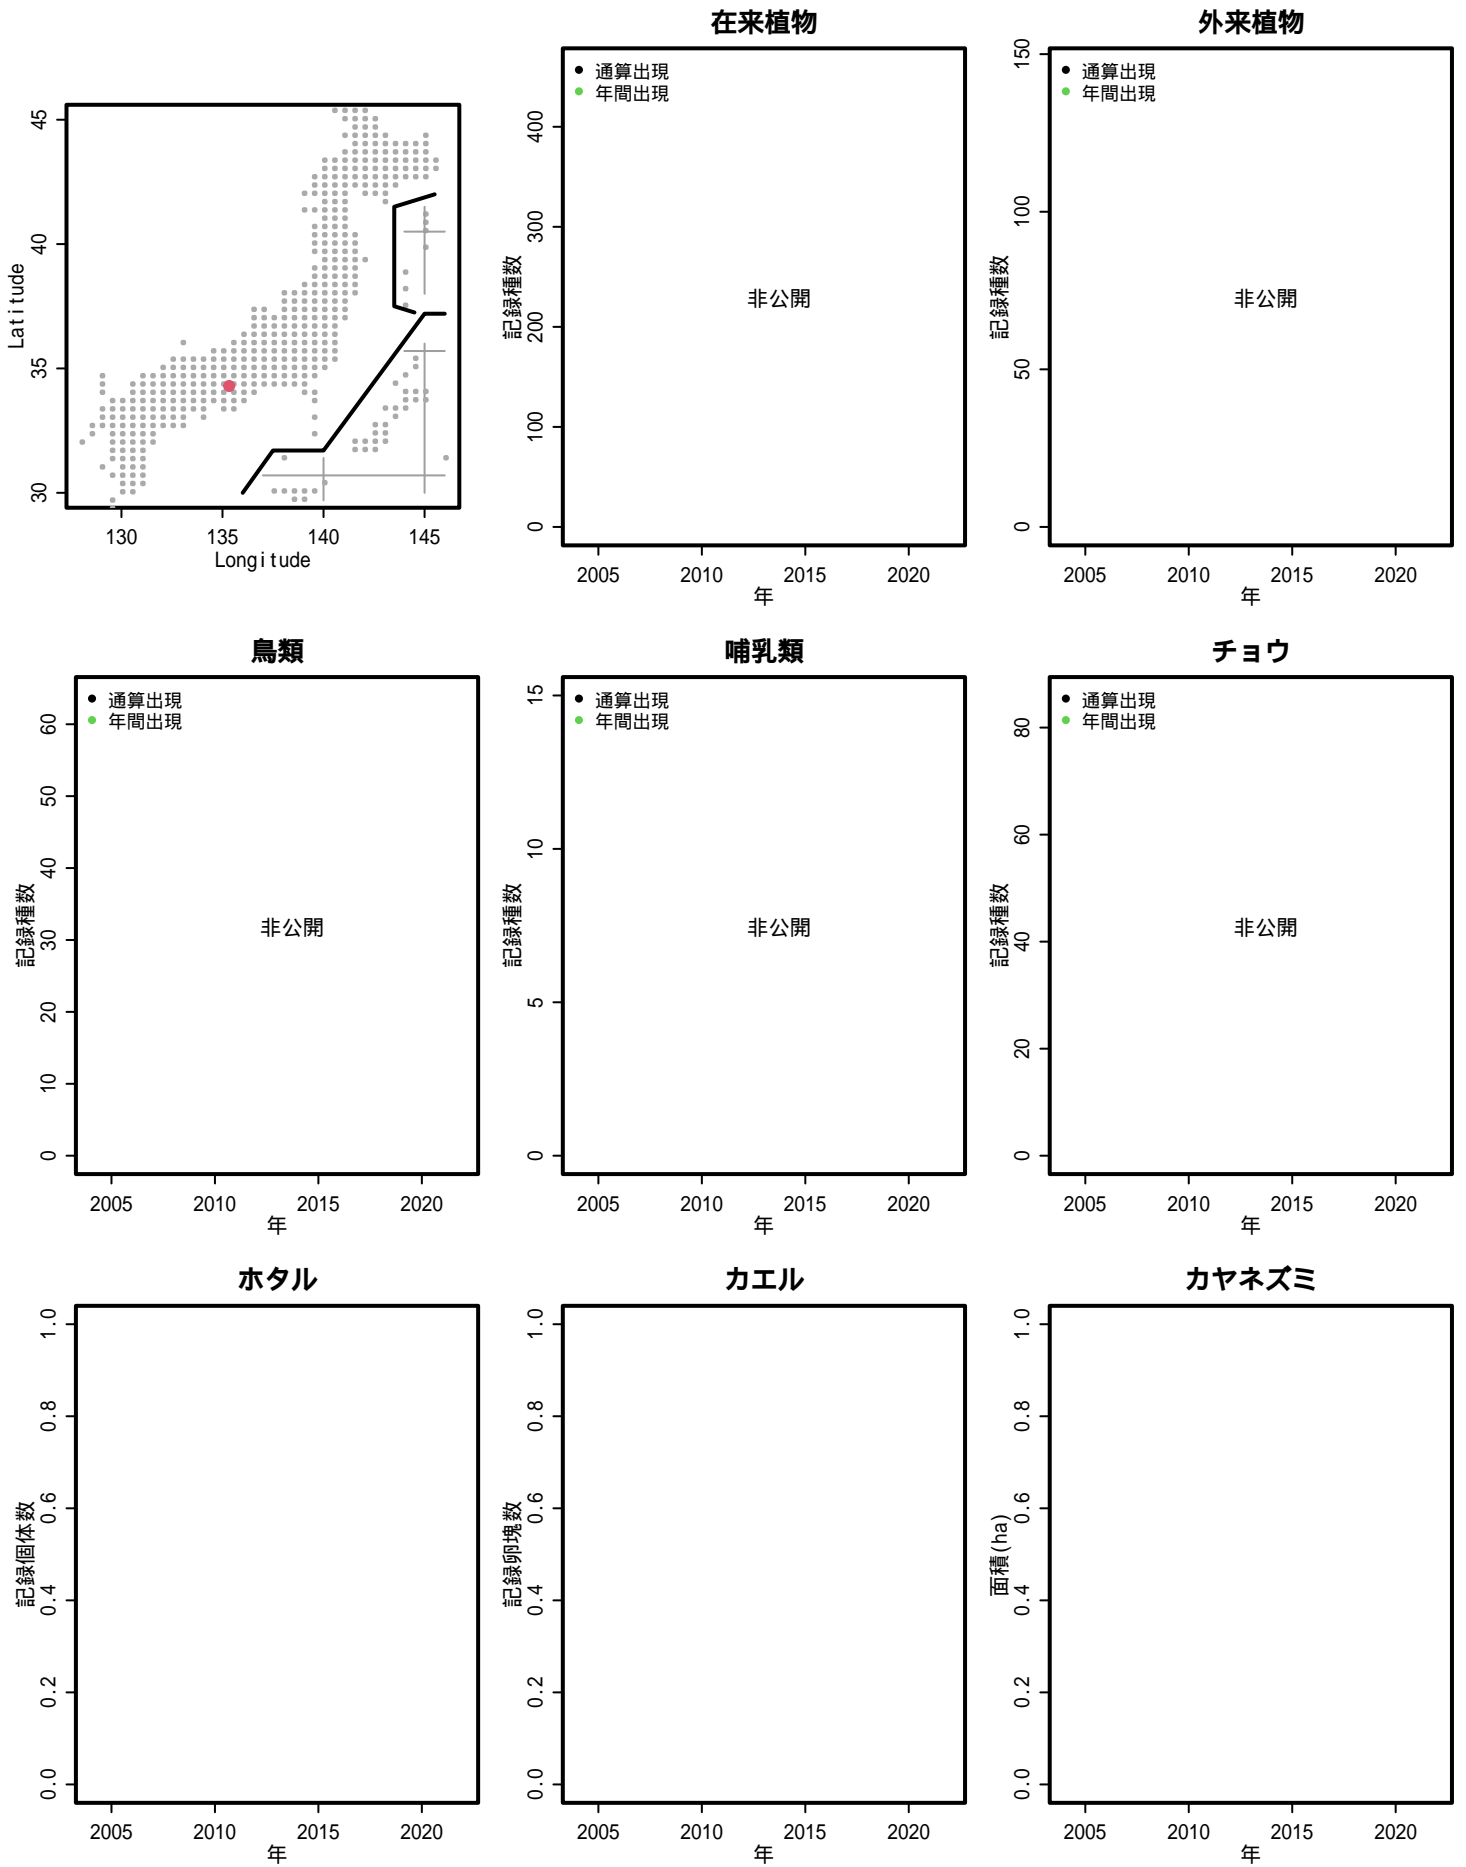 45
40
35
30
Latitude
130
135
140
145
Longitude
在来植物
通算出現
年間出現
400
300
200
100
0
記録種数
非公開
2005
2010
2015
2020
年
外来植物
通算出現
年間出現
150
100
50
0
記録種数
非公開
2005
2010
2015
2020
年
鳥類
通算出現
年間出現
60
50
40
30
20
10
0
記録種数
非公開
2005
2010
2015
2020
年
哺乳類
通算出現
年間出現
15
10
5
0
記録種数
非公開
2005
2010
2015
2020
年
チョウ
通算出現
年間出現
80
60
40
20
0
記録種数
非公開
2005
2010
2015
2020
年
ホタル
1.0
0.8
0.6
0.4
0.2
0.0
記録個体数
2005
2010
2015
2020
年
カエル
1.0
0.8
0.6
0.4
0.2
0.0
記録卵塊数
2005
2010
2015
2020
年
カヤネズミ
1.0
0.8
0.6
0.4
0.2
0.0
面積(ha)
2005
2010
2015
2020
年